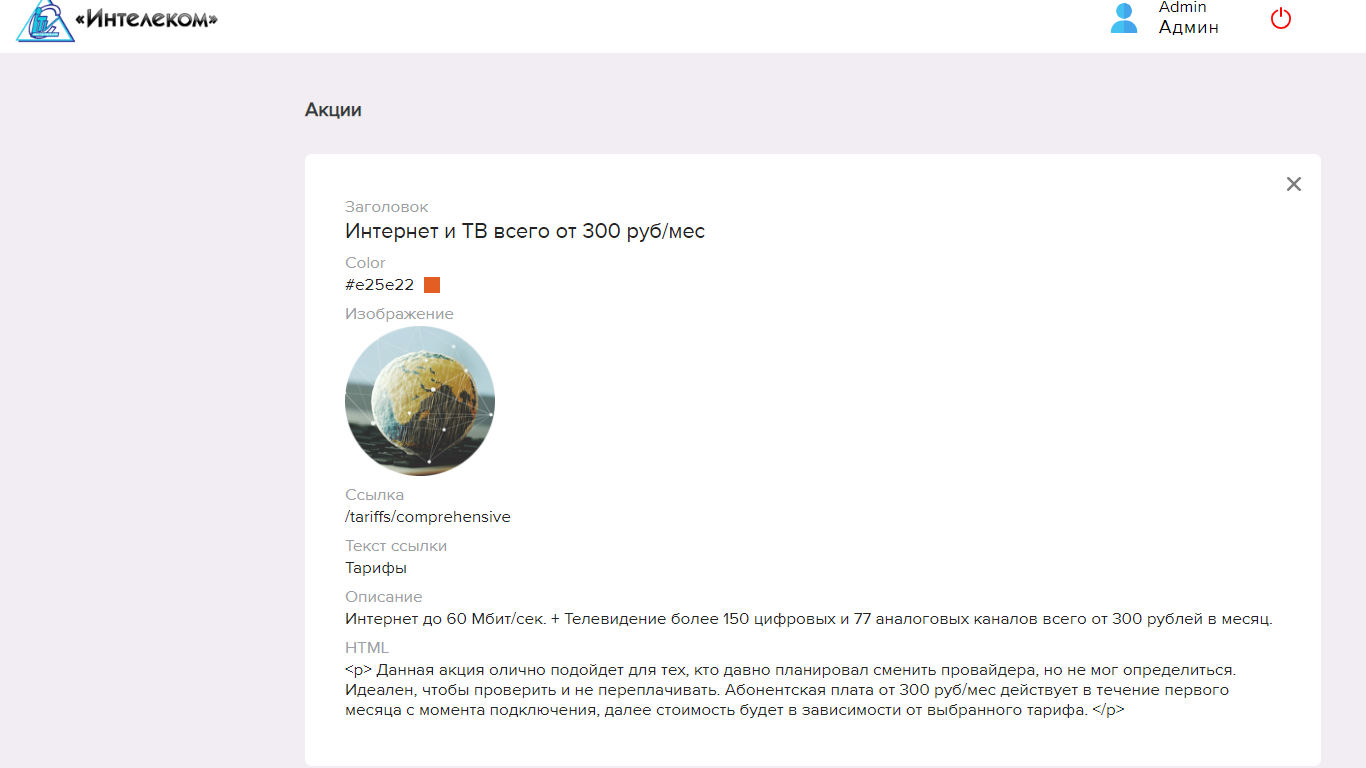 «Интелеком»
Admin
Админ
Акции
Заголовок
Интернет и ТВ всего от 300 руб/мес
Color
#e25e22
Изображение
Ссылка
/tariffs/comprehensive
Текст ссылки
Тарифы
Описание
Интернет до 60 Мбит/сек. + Телевидение более 150 цифровых и 77 аналоговых каналов всего от 300 рублей в месяц.
HTML
<p> Данная акция олично подойдет для тех, кто давно планировал сменить провайдера, но не мог определиться.
Идеален, чтобы проверить и не переплачивать. Абонентская плата от 300 руб/мес действует в течение первого
месяца с момента подключения, далее стоимость будет в зависимости от выбранного тарифа. </p>